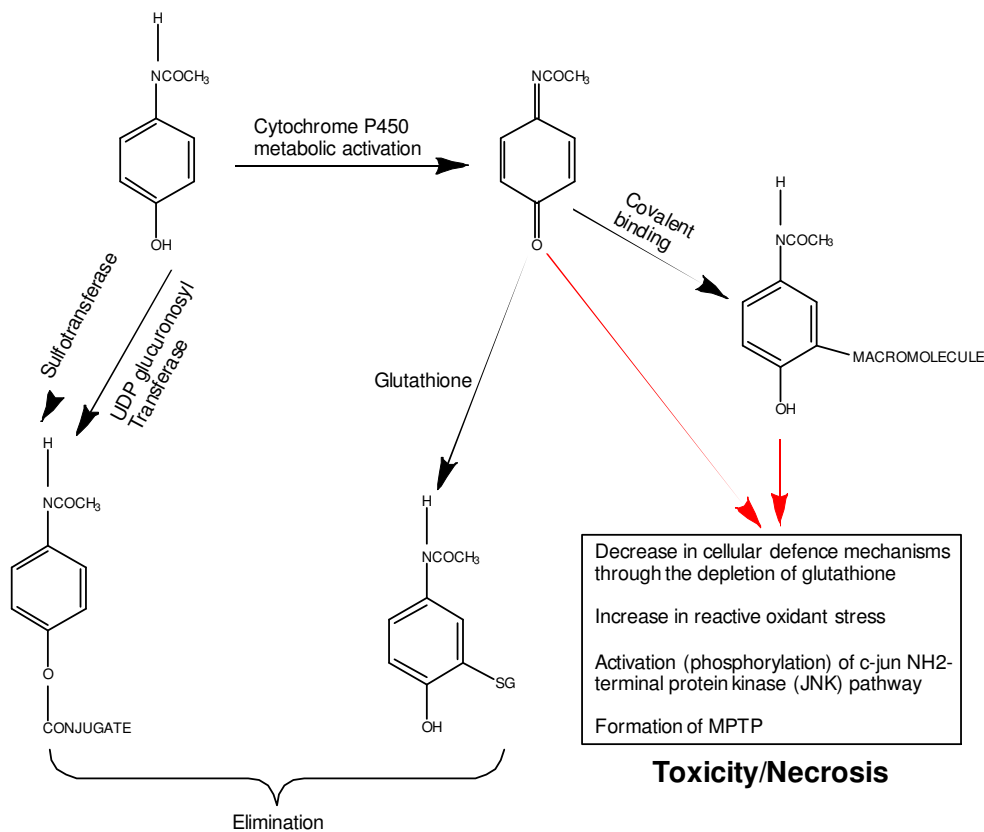 H
NCOCH3
OH
Cytochrome P450
metabolic activation
NCOCH3
O
Covalent
binding
H
NCOCH3
MACROMOLECULE
OH
Sulfotransferase
UDP glucuronosyl
Transferase
Glutathione
H
NCOCH3
O
CONJUGATE
H
NCOCH3
SG
OH
Decrease in cellular defence mechanisms
through the depletion of glutathione
Increase in reactive oxidant stress
Activation (phosphorylation) of c-jun NH2-
terminal protein kinase (JNK) pathway
Formation of MPTP
Toxicity/Necrosis
Elimination